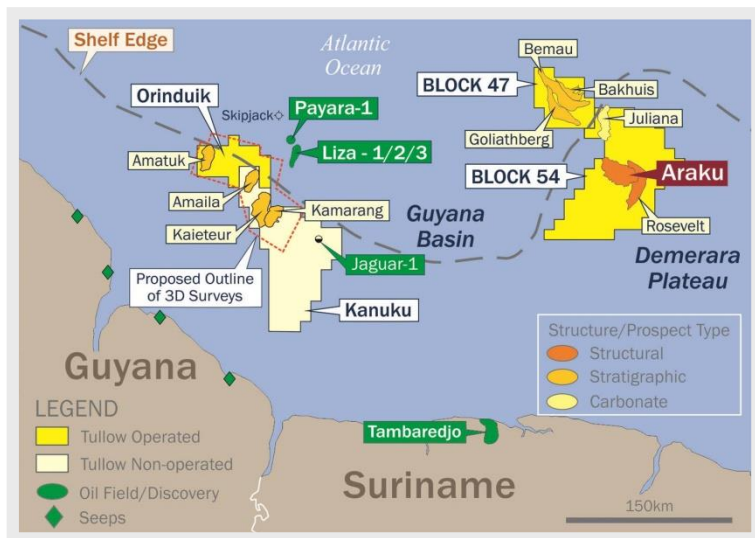 Shelf Edge
Atlantic
Ocean
Bemau
BLOCK 47
Bakhuis
Orinduik
Skipjack
Payara-1
Juliana
Goliathberg
Liza - 1/2/3
Amatuk
BLOCK 54
Araku
Amaila
Kamarang
Guyana
Basin
Rosevelt
Kaieteur
Jaguar-1
Demerara
Plateau
Proposed Outline
of 3D Surveys
Kanuku
Structure/Prospect Type
Structural
Stratigraphic
Carbonate
Guyana
LEGEND
Tullow Operated
Tullow Non-operated
Oil Field/Discovery
Seeps
Tambaredjo
Suriname
150km